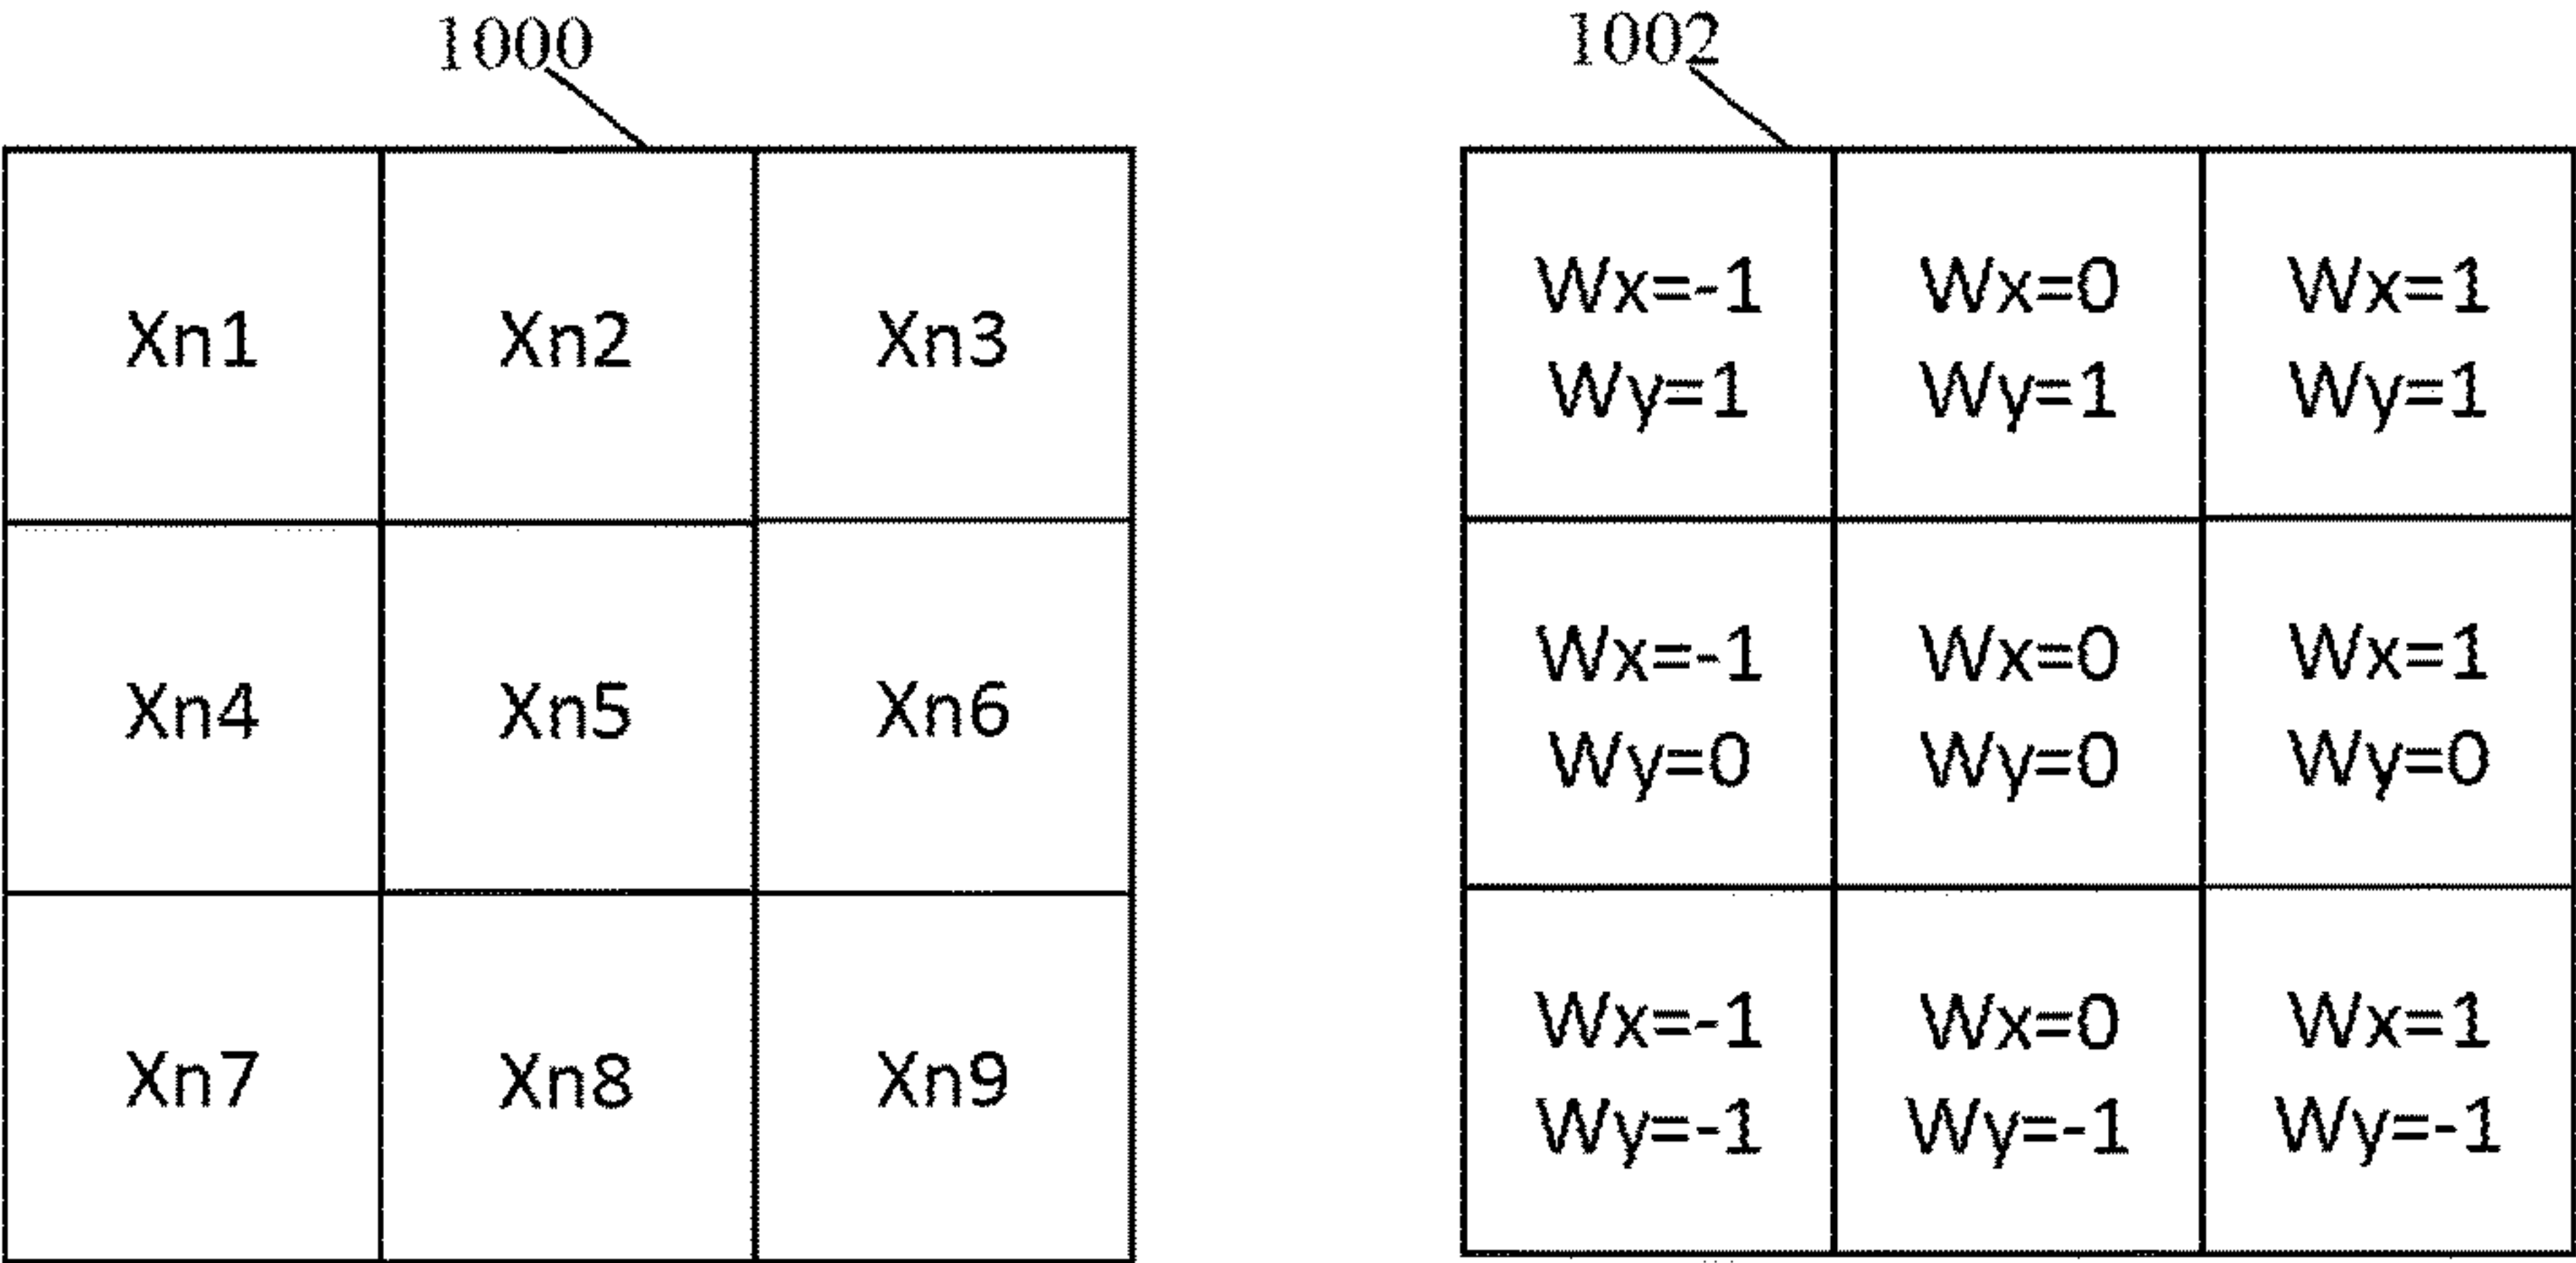 1000
Xn1 Xn2 Xn3
Xn4 Xn5 Xn6
Xn7 Xn8 Xn9
1002
Wx=-1 Wx=0 Wx=1
Wy=1 Wy=1 Wy=1
Wx=-1 Wx=0 Wx=1
Wy=0 Wy=0 Wy=0
Wx=-1 Wx=0 Wx=1
Wy=-1 Wy=-1 Wy=-1